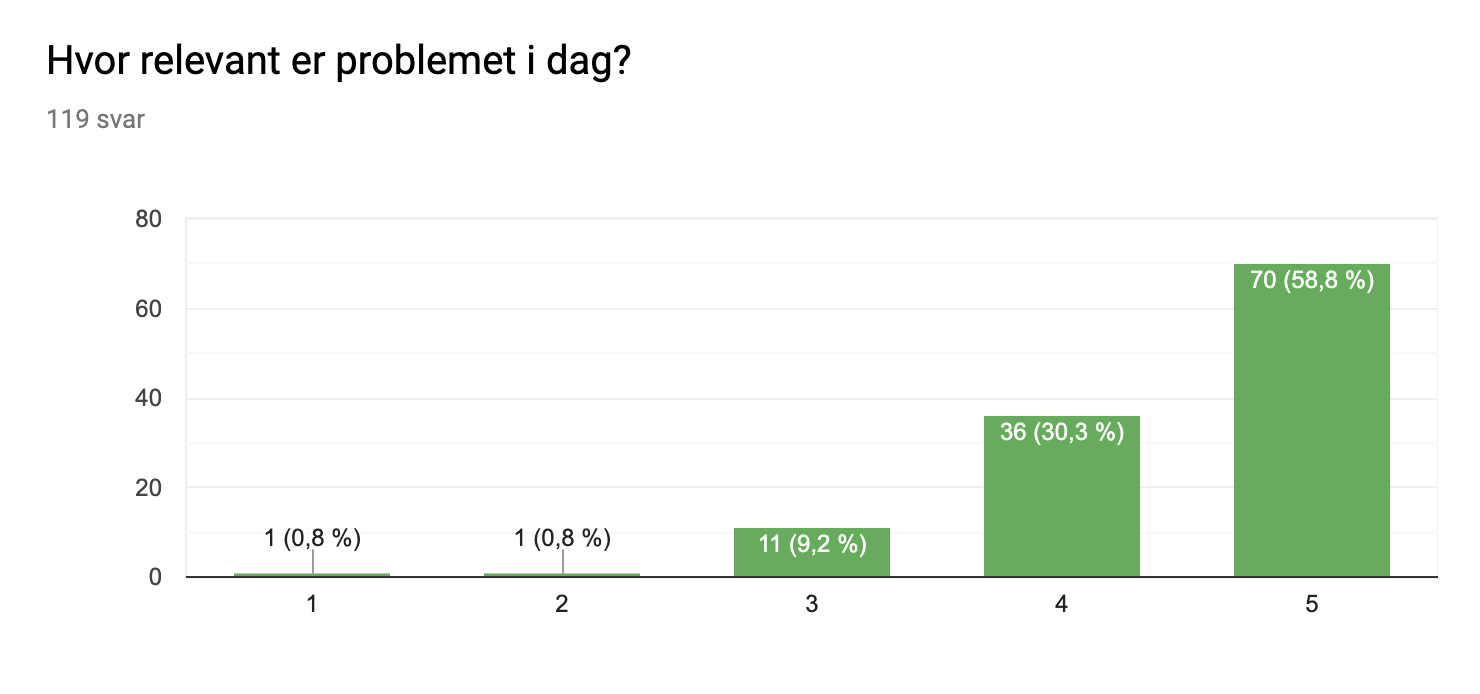 Hvor relevant er problemet i dag?
119 svar
80
60
40
20
0
1 (0,8 %)
1 (0,8 %)
11 (9,2 %)
36 (30,3 %)
70 (58,8 %)
1
2
3
4
5